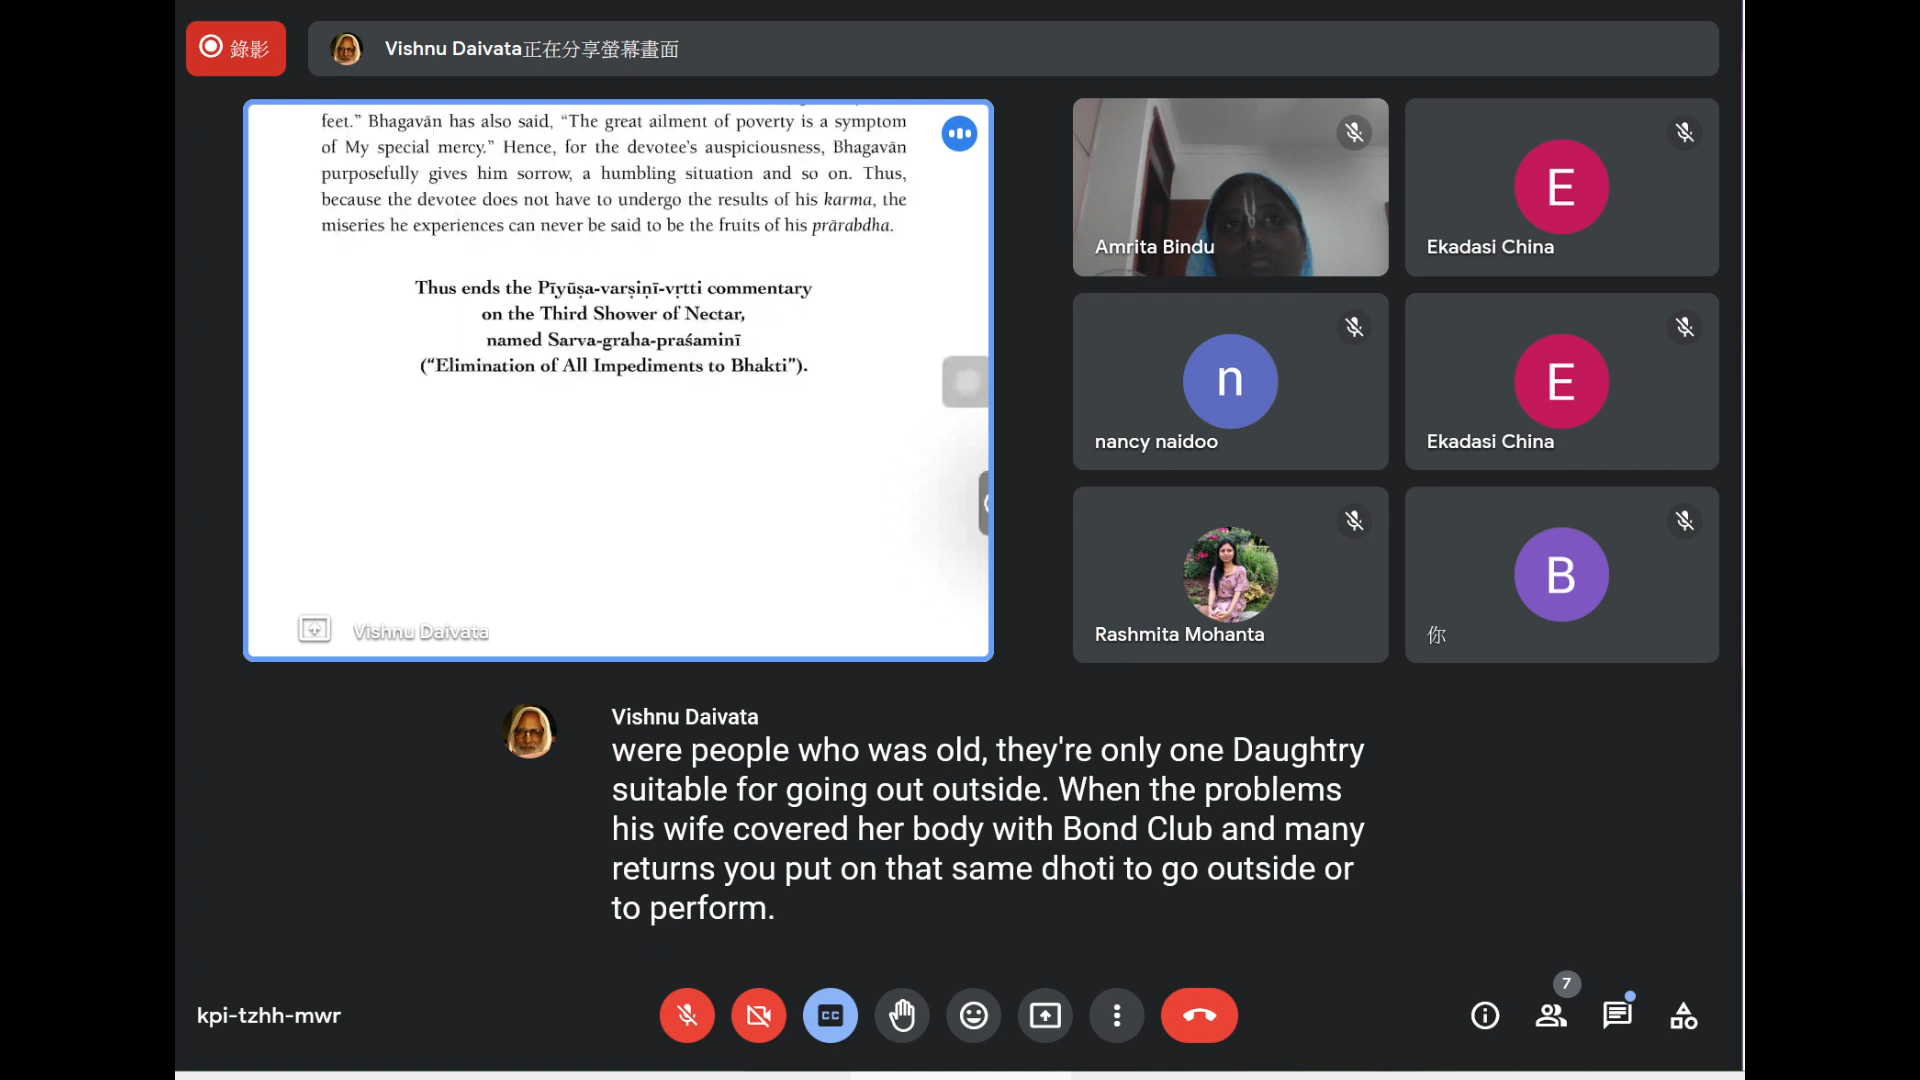 錄影
Vishnu Daivata正在分享螢幕畫面
feet.” Bhagavān has also said, “The great ailment of poverty is a symptom
of My special mercy.” Hence, for the devotee’s auspiciousness, Bhagavān
purposefully gives him sorrow, a humbling situation and so on. Thus,
because the devotee does not have to undergo the results of his karma, the
miseries he experiences can never be said to be the fruits of his prārabdha.
Thus ends the Pīyūṣa-varṣiṇī-vṛtti commentary
on the Third Shower of Nectar,
named Sarva-graha-praśaminī
(“Elimination of All Impediments to Bhakti”).
Vishnu Daivata
Amrita Bindu
E
Ekadasi China
n
nancy naidoo
E
Ekadasi China
Rashmita Mohanta
B
你
Vishnu Daivata
were people who was old, they're only one Daughtry
suitable for going out outside. When the problems
his wife covered her body with Bond Club and many
returns you put on that same dhoti to go outside or
to perform.
kpi-tzhh-mwr
CC
7